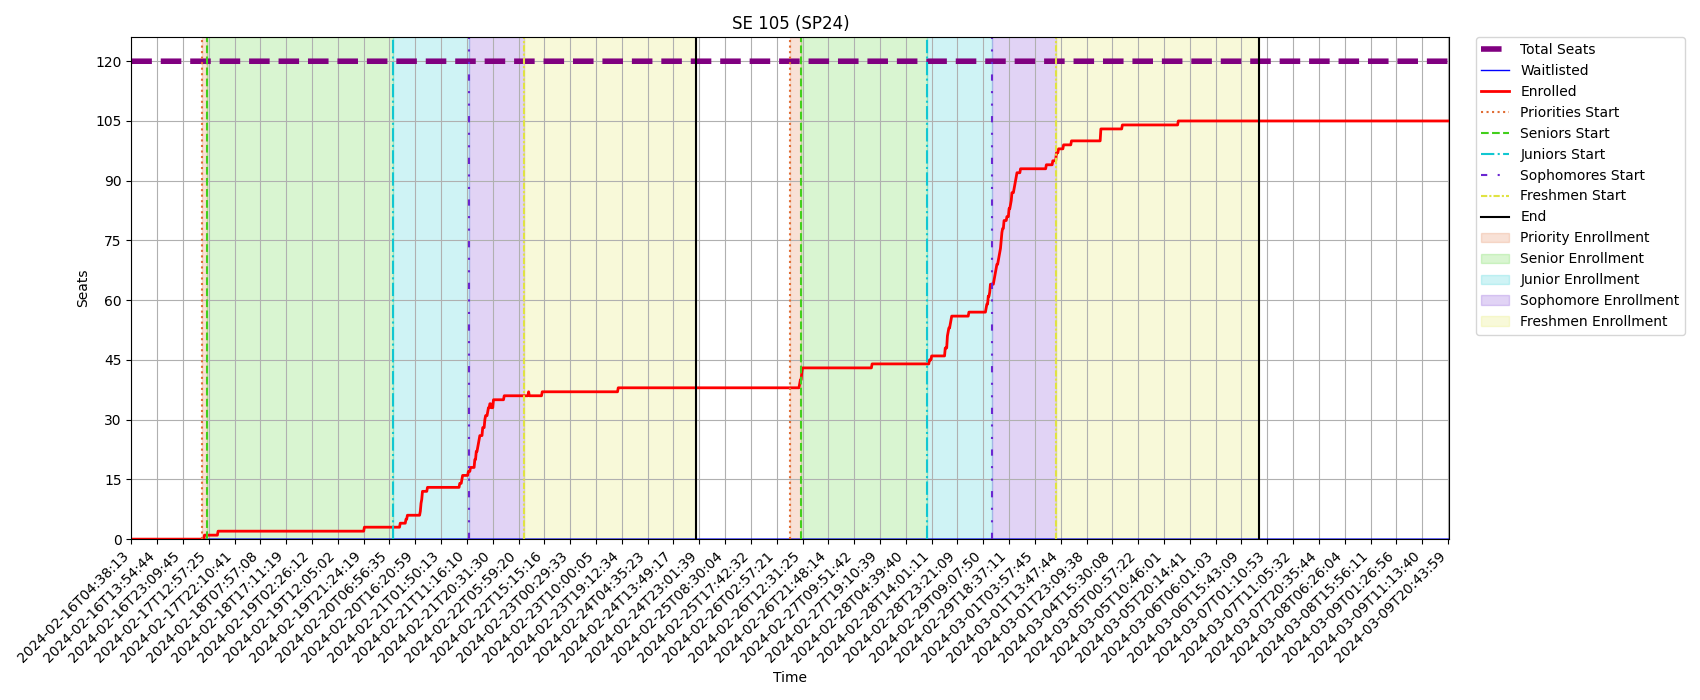 SE 105 (SP24)
Total Seats
Waitlisted
Enrolled
Priorities Start
Seniors Start
Juniors Start
Sophomores Start
Freshmen Start
End
Priority Enrollment
Senior Enrollment
Junior Enrollment
Sophomore Enrollment
Freshmen Enrollment
Seats
120
105
90
75
60
45
30
15
0
2024-02-16T04:38:13
2024-02-16T13:54:44
2024-02-16T23:09:45
2024-02-17T12:57:25
2024-02-17T22:10:41
2024-02-18T07:57:08
2024-02-18T17:11:19
2024-02-19T02:26:12
2024-02-19T12:05:02
2024-02-19T21:24:19
2024-02-20T06:56:35
2024-02-20T16:20:59
2024-02-21T01:50:13
2024-02-21T11:16:10
2024-02-21T20:31:30
2024-02-22T05:59:20
2024-02-22T15:15:16
2024-02-23T00:29:33
2024-02-23T10:00:05
2024-02-23T19:12:34
2024-02-24T04:35:23
2024-02-24T13:49:17
2024-02-24T23:01:39
2024-02-25T08:30:04
2024-02-25T17:42:32
2024-02-26T02:57:21
2024-02-26T12:31:25
2024-02-26T21:48:14
2024-02-27T09:51:42
2024-02-27T19:10:39
2024-02-28T04:39:40
2024-02-28T14:01:11
2024-02-28T23:21:09
2024-02-29T09:07:50
2024-02-29T18:37:11
2024-03-01T03:57:45
2024-03-01T13:47:44
2024-03-01T23:09:38
2024-03-04T15:30:08
2024-03-05T00:57:22
2024-03-05T10:46:01
2024-03-05T20:14:41
2024-03-06T06:01:03
2024-03-06T15:43:09
2024-03-07T01:10:53
2024-03-07T11:05:32
2024-03-07T20:35:44
2024-03-08T06:26:04
2024-03-08T15:56:11
2024-03-09T01:26:56
2024-03-09T11:13:40
2024-03-09T20:43:59
Time